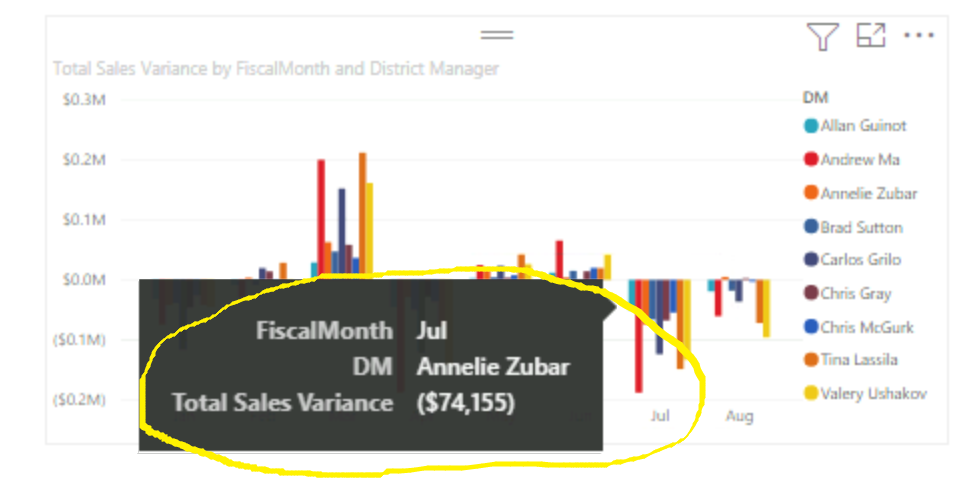 Total Sales Variance by FiscalMonth and District Manager
$0.3M
$0.2M
$0.1M
$0.0M
($0.1M)
($0.2M)
FiscalMonth Jul
DM Annelie Zubar
Total Sales Variance ($74,155)
Jul
Aug
DM
Allan Guinot
Andrew Ma
Annelie Zubar
Brad Sutton
Carlos Grilo
Chris Gray
Chris McGurk
Tina Lassila
Valery Ushakov